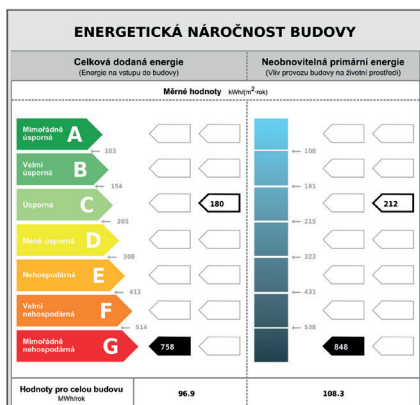 ENERGETICKÁ NÁROČNOST BUDOVY
Celková dodaná energie
(Energie na vstupu do budovy)
Neobnovitelná primární energie
(Vliv provozu budovy na životní prostředí)
Měrné hodnoty kWh/(m²·rok)
Mimořádně úsporná A
103
108
Velmi úsporná B
154
181
Úsporná C
180
212
205
215
Méně úsporná D
308
323
Nehospodárná E
411
431
Velmi nehospodárná F
514
538
Mimořádně nehospodárná G
758
848
Hodnoty pro celou budovu
MWh/rok
96.9
108.3